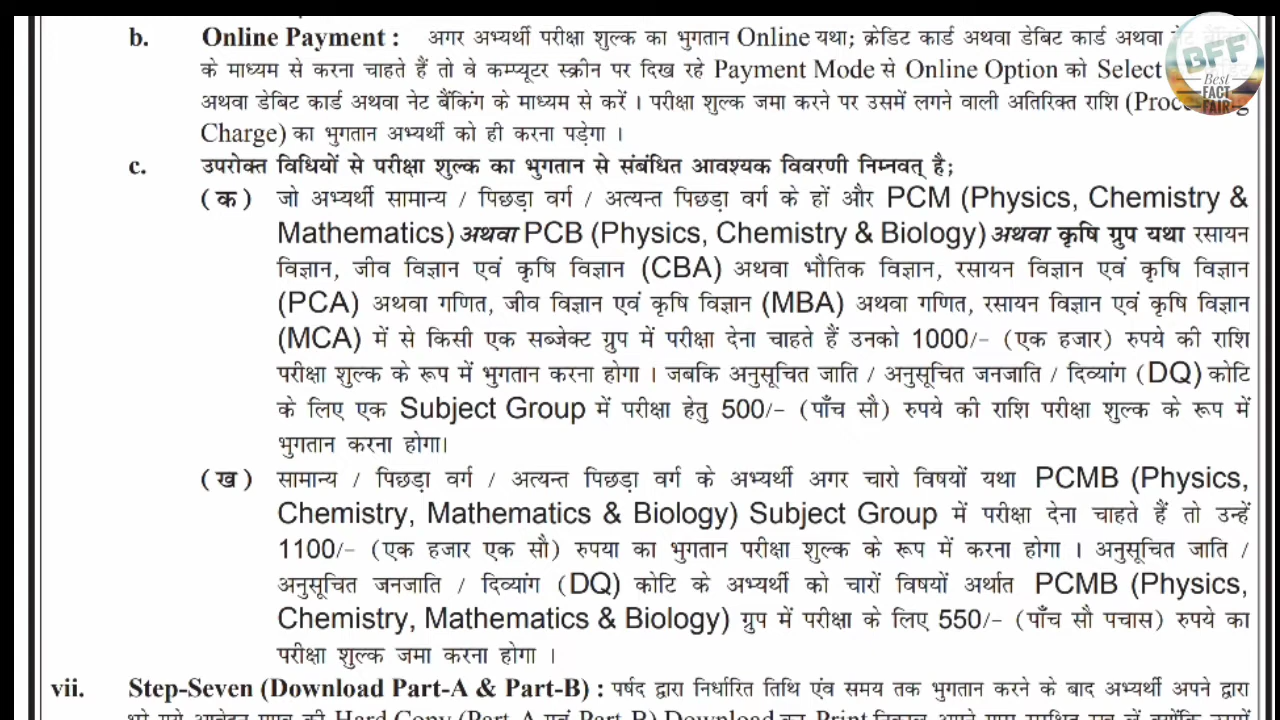 b. Online Payment : अगर अभ्यर्थी परीक्षा शुल्क का भुगतान Online यथा; क्रेडिट कार्ड अथवा डेबिट कार्ड अथवा
के माध्यम से करना चाहते हैं तो वे कम्प्यूटर स्क्रीन पर दिख रहे Payment Mode से Online Option को Select
अथवा डेबिट कार्ड अथवा नेट बैंकिंग के माध्यम से करें । परीक्षा शुल्क जमा करने पर उसमें लगने वाली अतिरिक्त राशि (Processing
Charge) का भुगतान अभ्यर्थी को ही करना पड़ेगा ।
BFF
Best
FACT
FAIR
c. उपरोक्त विधियों से परीक्षा शुल्क का भुगतान से संबंधित आवश्यक विवरणी निम्नवत् है;
(क) जो अभ्यर्थी सामान्य / पिछड़ा वर्ग / अत्यन्त पिछड़ा वर्ग के हों और PCM (Physics, Chemistry &
Mathematics) अथवा PCB (Physics, Chemistry & Biology) अथवा कृषि ग्रुप यथा रसायन
विज्ञान, जीव विज्ञान एवं कृषि विज्ञान (CBA) अथवा भौतिक विज्ञान, रसायन विज्ञान एवं कृषि विज्ञान
(PCA) अथवा गणित, जीव विज्ञान एवं कृषि विज्ञान (MBA) अथवा गणित, रसायन विज्ञान एवं कृषि विज्ञान
(MCA) में से किसी एक सब्जेक्ट ग्रुप में परीक्षा देना चाहते हैं उनको 1000/- (एक हजार) रुपये की राशि
परीक्षा शुल्क के रूप में भुगतान करना होगा । जबकि अनुसूचित जाति / अनुसूचित जनजाति / दिव्यांग (DQ) कोटि
के लिए एक Subject Group में परीक्षा हेतु 500/- (पाँच सौ) रुपये की राशि परीक्षा शुल्क के रूप में
भुगतान करना होगा।
(ख) सामान्य / पिछड़ा वर्ग / अत्यन्त पिछड़ा वर्ग के अभ्यर्थी अगर चारो विषयों यथा PCMB (Physics,
Chemistry, Mathematics & Biology) Subject Group में परीक्षा देना चाहते हैं तो उन्हें
1100/- (एक हजार एक सौ) रुपया का भुगतान परीक्षा शुल्क के रूप में करना होगा । अनुसूचित जाति /
अनुसूचित जनजाति / दिव्यांग (DQ) कोटि के अभ्यर्थी को चारों विषयों अर्थात PCMB (Physics,
Chemistry, Mathematics & Biology) ग्रुप में परीक्षा के लिए 550/- (पाँच सौ पचास) रुपये का
परीक्षा शुल्क जमा करना होगा ।
vii. Step-Seven (Download Part-A & Part-B) : पर्षद द्वारा निर्धारित तिथि एंव समय तक भुगतान करने के बाद अभ्यर्थी अपने द्वारा
Hard Copy (Part-A एवं Part-B) Download कर Print